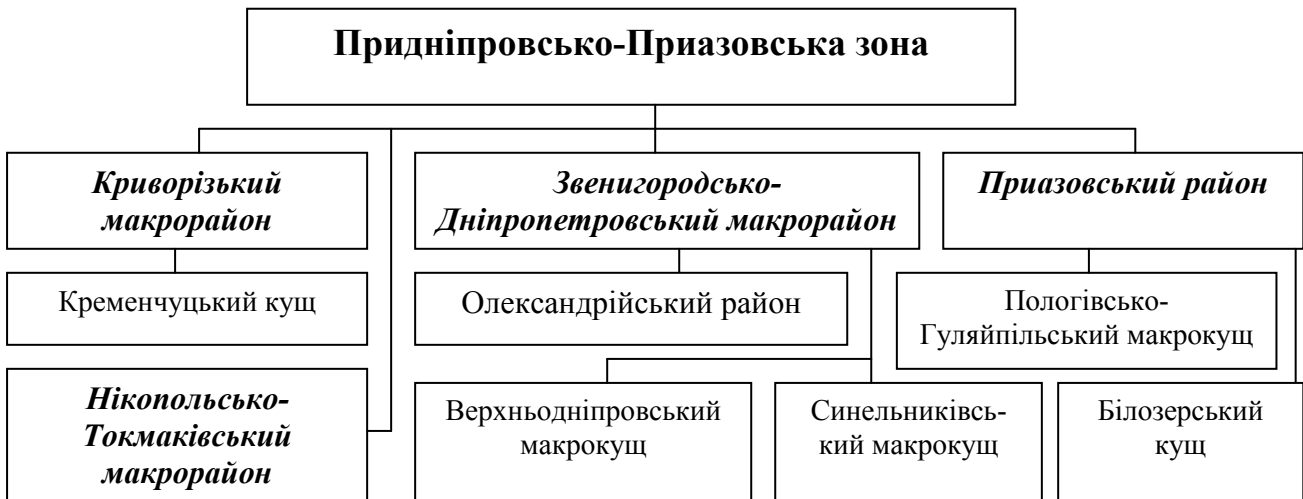 Придніпровсько-Приазовська зона
Криворізький
макрорайон
Звенигородсько-
Дніпропетровський макрорайон
Приазовський район
Кременчуцький кущ
Олександрійський район
Пологівсько-
Гуляйпільський макрокущ
Нікопольсько-
Токмаківський
макрорайон
Верхньодніпровський
макрокущ
Синельниківсь-
кий макрокущ
Білозерський
кущ